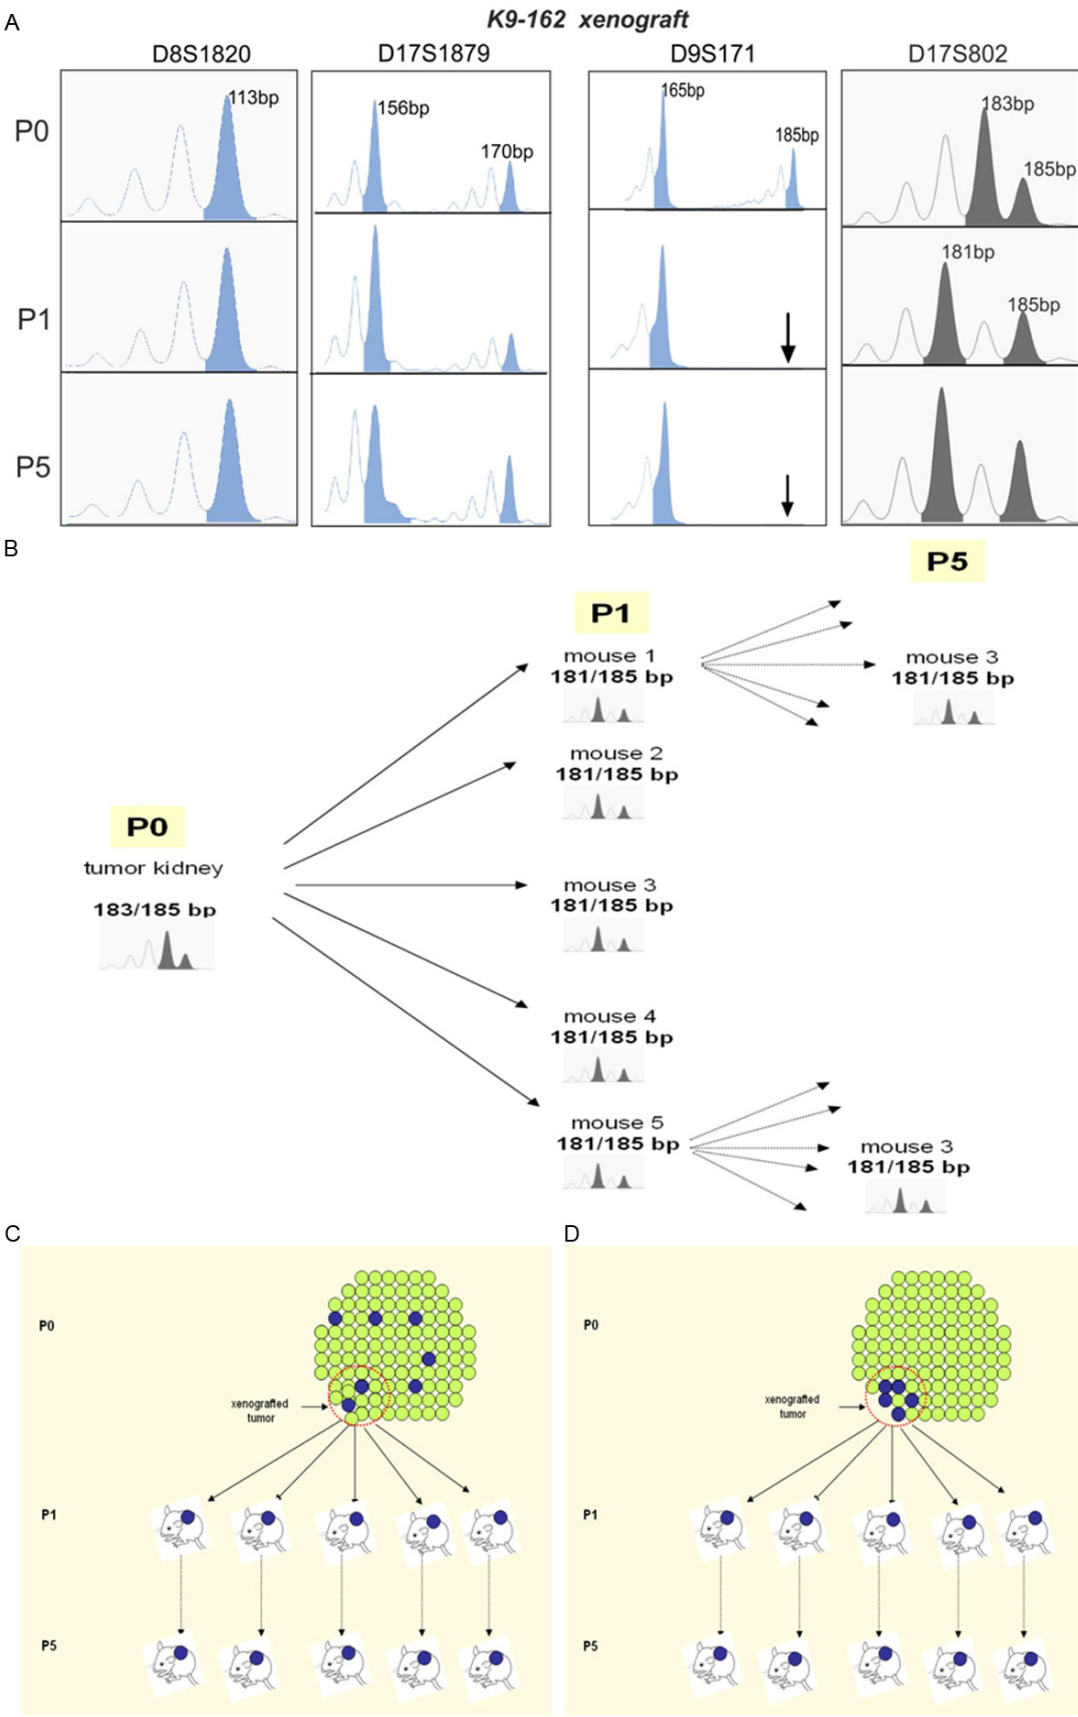 A
K9-162 xenograft
D8S1820
D17S1879
D9S171
D17S802
P0
113bp
156bp
170bp
165bp
185bp
183bp
185bp
P1
181bp
185bp
P5
B
P5
P1
mouse 1
181/185 bp
mouse 3
181/185 bp
mouse 2
181/185 bp
P0
tumor kidney
183/185 bp
mouse 3
181/185 bp
mouse 4
181/185 bp
mouse 5
181/185 bp
mouse 3
181/185 bp
C
P0
xenografted
tumor
P1
P5
D
P0
xenografted
tumor
P1
P5